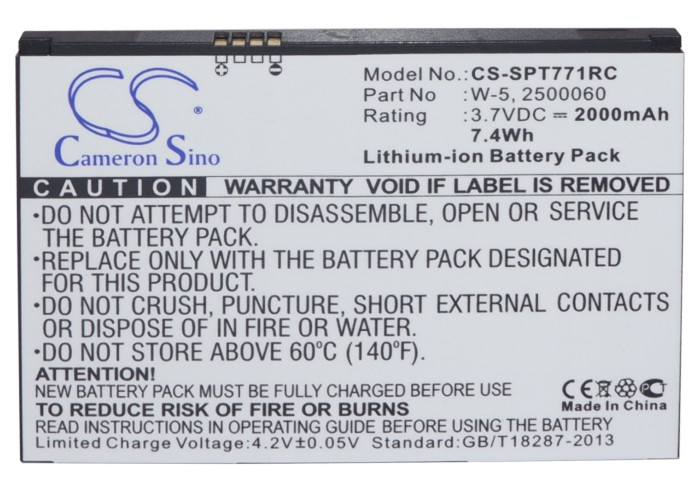 CS
Cameron Sino
Model No.:CS-SPT771RC
Part No :W-5, 2500060
Rating :3.7VDC ⎓ 2000mAh
7.4Wh
Lithium-ion Battery Pack
CAUTION WARRANTY VOID IF LABEL IS REMOVED
•DO NOT ATTEMPT TO DISASSEMBLE, OPEN OR SERVICE
THE BATTERY PACK.
•REPLACE ONLY WITH THE BATTERY PACK DESIGNATED
FOR THIS PRODUCT.
•DO NOT CRUSH, PUNCTURE, SHORT EXTERNAL CONTACTS
OR DISPOSED OF IN FIRE OR WATER.
•DO NOT STORE ABOVE 60°C (140°F).
ATTENTION:
NEW BATTERY PACK MUST BE FULLY CHARGED BEFORE USE
TO REDUCE RISK OF FIRE OR BURNS
CE
Made In China
READ INSTRUCTIONS IN OPERATING GUIDE BEFORE USING THE BATTERY
Limited Charge Voltage:4.2V±0.05V Standard:GB/T18287-2013